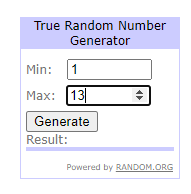 True Random Number
Generator
Min: 1
Max: 13
Generate
Result:
Powered by RANDOM.ORG